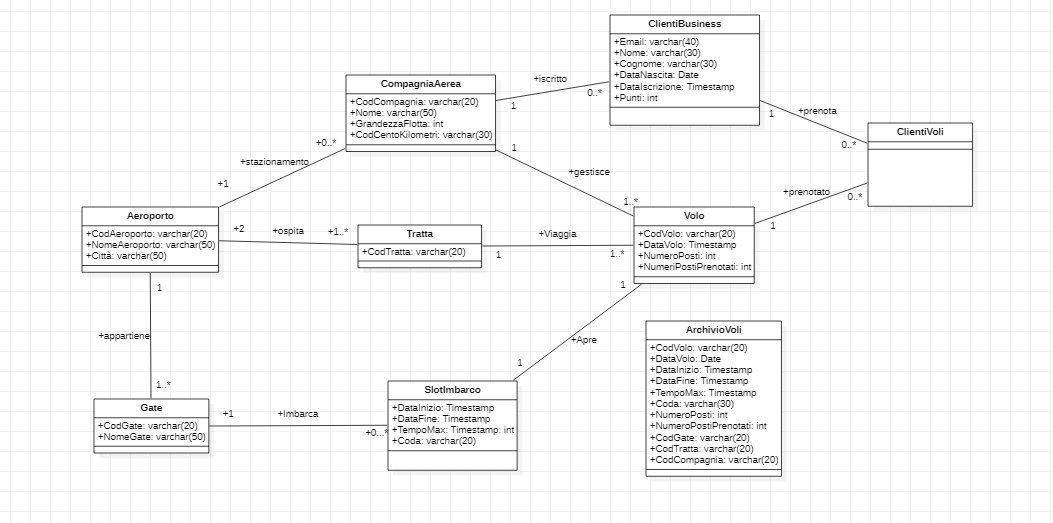 ClientiBusiness
+Email: varchar(40)
+Nome: varchar(30)
+Cognome: varchar(30)
+DataNascita: Date
+DataIscrizione: Timestamp
+Punti: int
CompagniaAerea
+CodCompagnia: varchar(20)
+Nome: varchar(50)
+GrandezzaFlotta: int
+CodCentoKilometri: varchar(30)
+iscritto
1
0..*
1
+prenota
0..*
ClientiVoli
+0..*
+stazionamento
+1
1
+gestisce
1..*
+prenotato
0..*
1
Aeroporto
+CodAeroporto: varchar(20)
+NomeAeroporto: varchar(50)
+Città: varchar(50)
+2
+ospita
+1..*
Tratta
+CodTratta: varchar(20)
1
+Viaggia
1..*
Volo
+CodVolo: varchar(20)
+DataVolo: Timestamp
+NumeroPosti: int
+NumeriPostiPrenotati: int
1
+appartiene
1..*
1
+Apre
1
ArchivioVoli
+CodVolo: varchar(20)
+DataVolo: Date
+DataInizio: Timestamp
+DataFine: Timestamp
+TempoMax: Timestamp
+Coda: varchar(30)
+NumeroPosti: int
+NumeroPostiPrenotati: int
+CodGate: varchar(20)
+CodTratta: varchar(20)
+CodCompagnia: varchar(20)
Gate
+CodGate: varchar(20)
+NomeGate: varchar(50)
+1
+Imbarca
+0...*
SlotImbarco
+DataInizio: Timestamp
+DataFine: Timestamp
+TempoMax: Timestamp: int
+Coda: varchar(20)